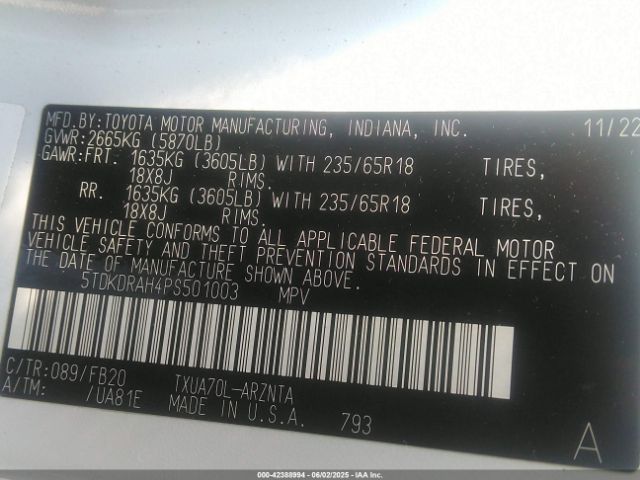 MFD.BY:TOYOTA MOTOR MANUFACTURING, INDIANA, INC. 11/22
GVWR:2665KG (5870LB)
GAWR:FRT. 1635KG (3605LB) WITH 235/65R18 TIRES,
18X8J RIMS.
RR. 1635KG (3605LB) WITH 235/65R18 TIRES,
18X8J RIMS.
THIS VEHICLE CONFORMS TO ALL APPLICABLE FEDERAL MOTOR
VEHICLE SAFETY AND THEFT PREVENTION STANDARDS IN EFFECT ON
THE DATE OF MANUFACTURE SHOWN ABOVE.
5TDKDRAH4PS501003 MPV
C/TR:089/FB20 TXUA70L-ARZNTA
A/TM: /UA81E MADE IN U.S.A. 793
A
000-42388994 - 06/02/2025 - IAAI.COM